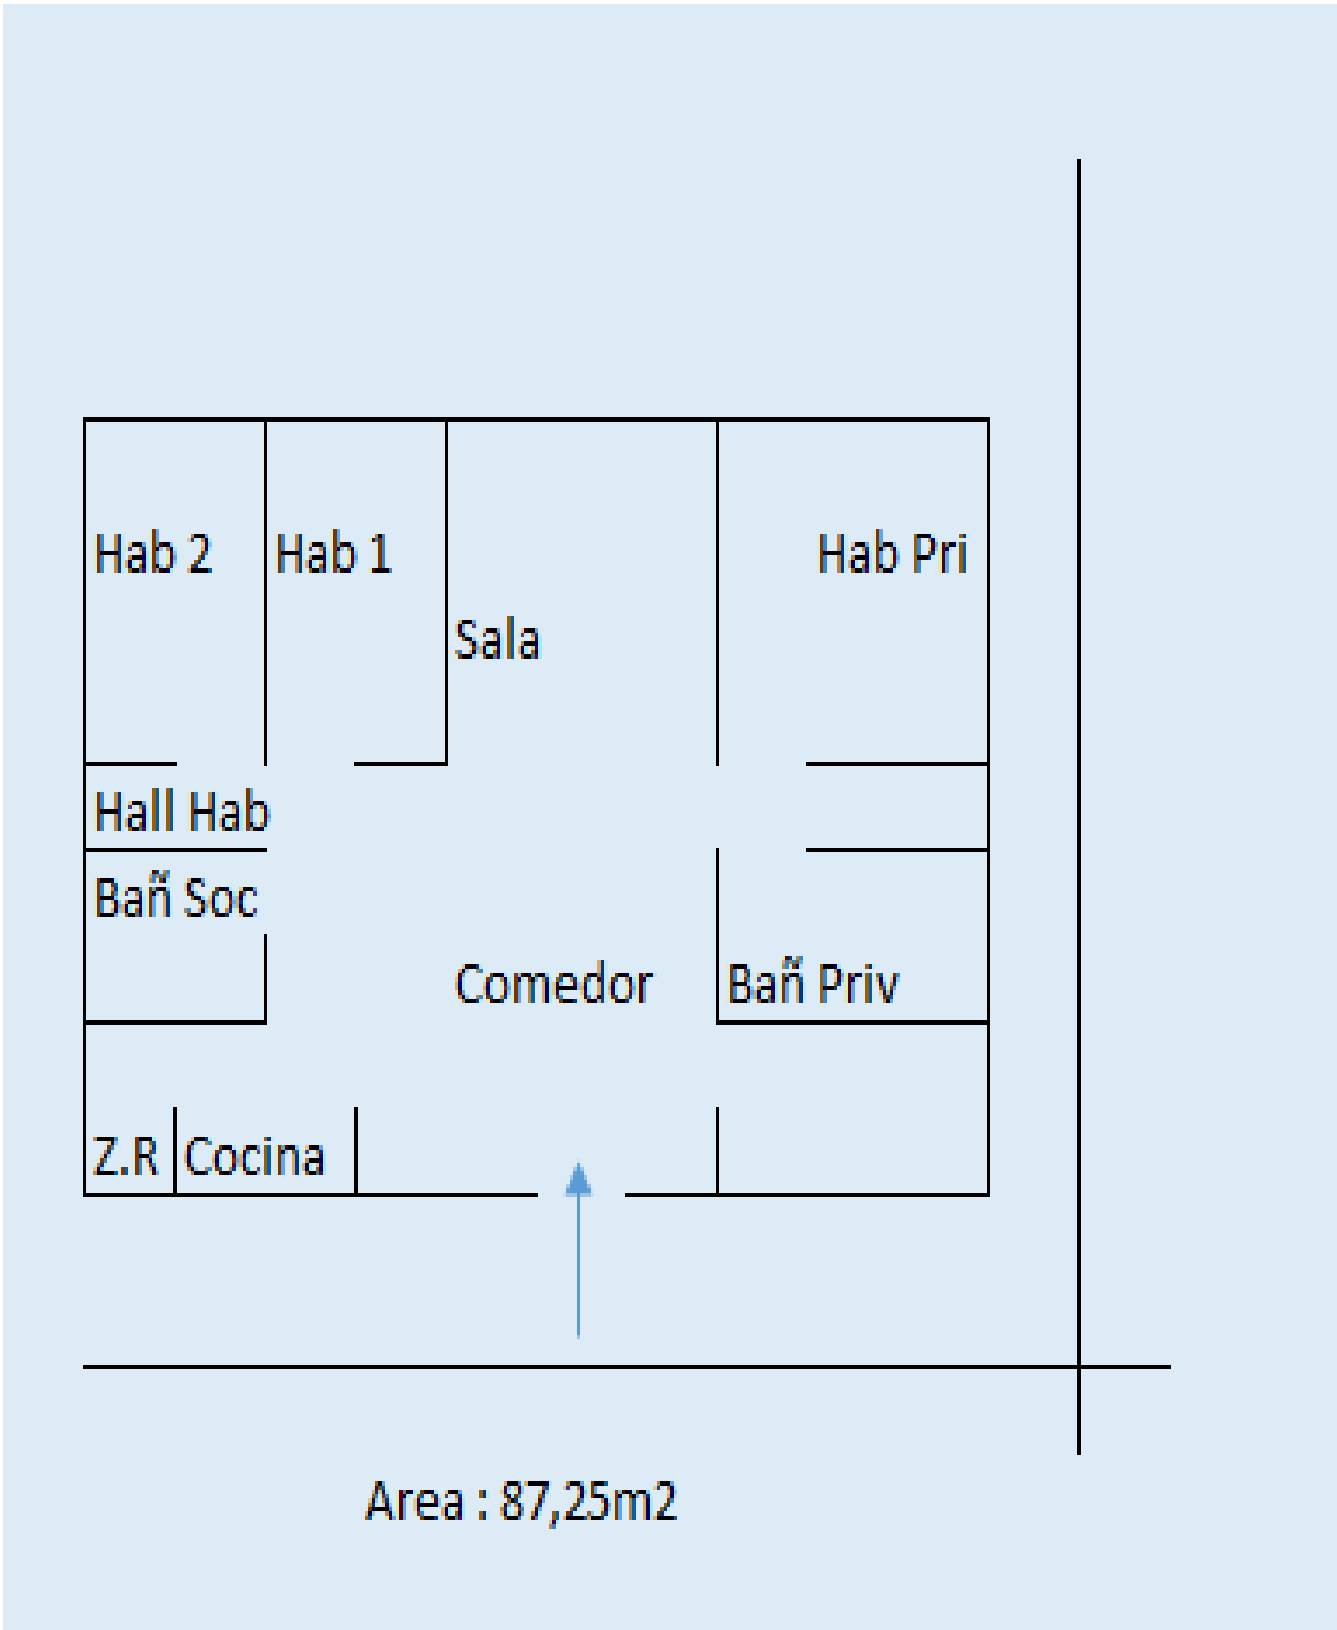 Hab 2
Hab 1
Hab Pri
Sala
Hall Hab
Bañ Soc
Comedor
Bañ Priv
Z.R
Cocina
Area : 87,25m2